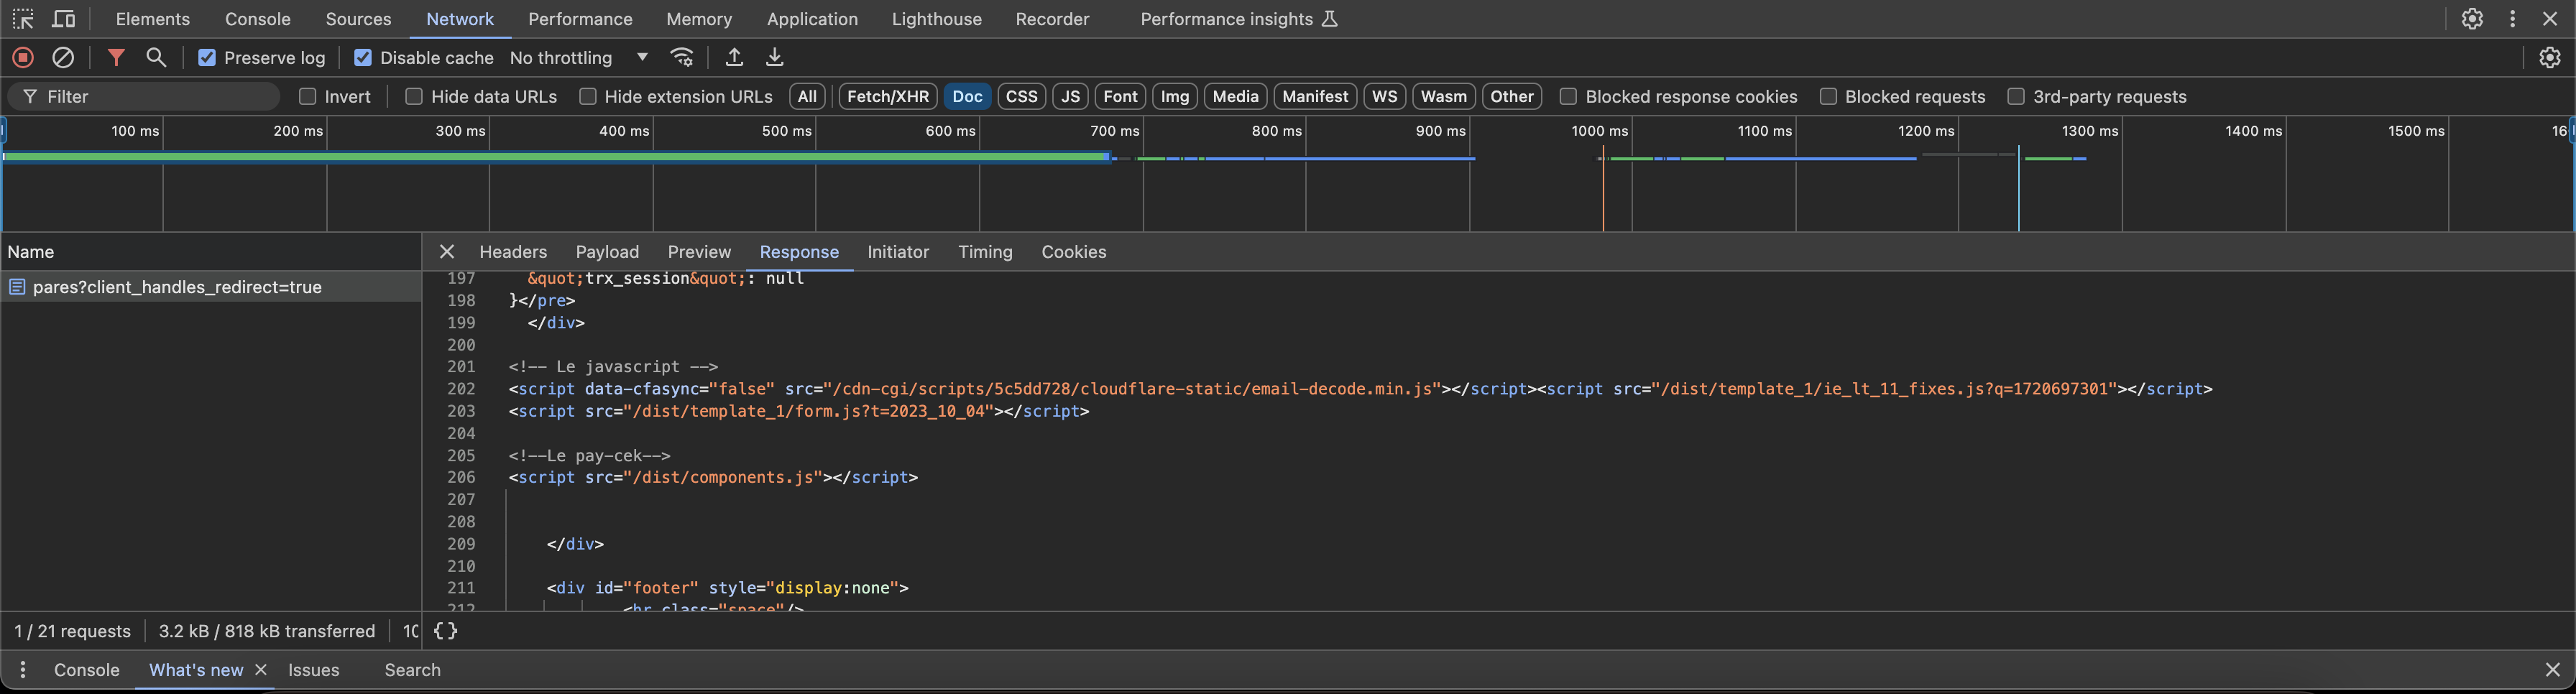 Elements Console Sources Network Performance Memory Application Lighthouse Recorder Performance insights
Preserve log Disable cache No throttling
Filter Invert Hide data URLs Hide extension URLs All Fetch/XHR Doc CSS JS Font Img Media Manifest WS Wasm Other Blocked response cookies Blocked requests 3rd-party requests
100 ms 200 ms 300 ms 400 ms 500 ms 600 ms 700 ms 800 ms 900 ms 1000 ms 1100 ms 1200 ms 1300 ms 1400 ms 1500 ms 16
Name
pares?client_handles_redirect=true
Headers Payload Preview Response Initiator Timing Cookies
197 &quot;trx_session&quot;: null
198 }</pre>
199 </div>
200
201 <!-- Le javascript -->
202 <script data-cfasync="false" src="/cdn-cgi/scripts/5c5dd728/cloudflare-static/email-decode.min.js"></script><script src="/dist/template_1/ie_lt_11_fixes.js?q=1720697301"></script>
203 <script src="/dist/template_1/form.js?t=2023_10_04"></script>
204
205 <!--Le pay-cek-->
206 <script src="/dist/components.js"></script>
207
208
209 </div>
210
211 <div id="footer" style="display:none">
212 <hr class="space"/>
1 / 21 requests 3.2 kB / 818 kB transferred 10 {}
Console What's new Issues Search